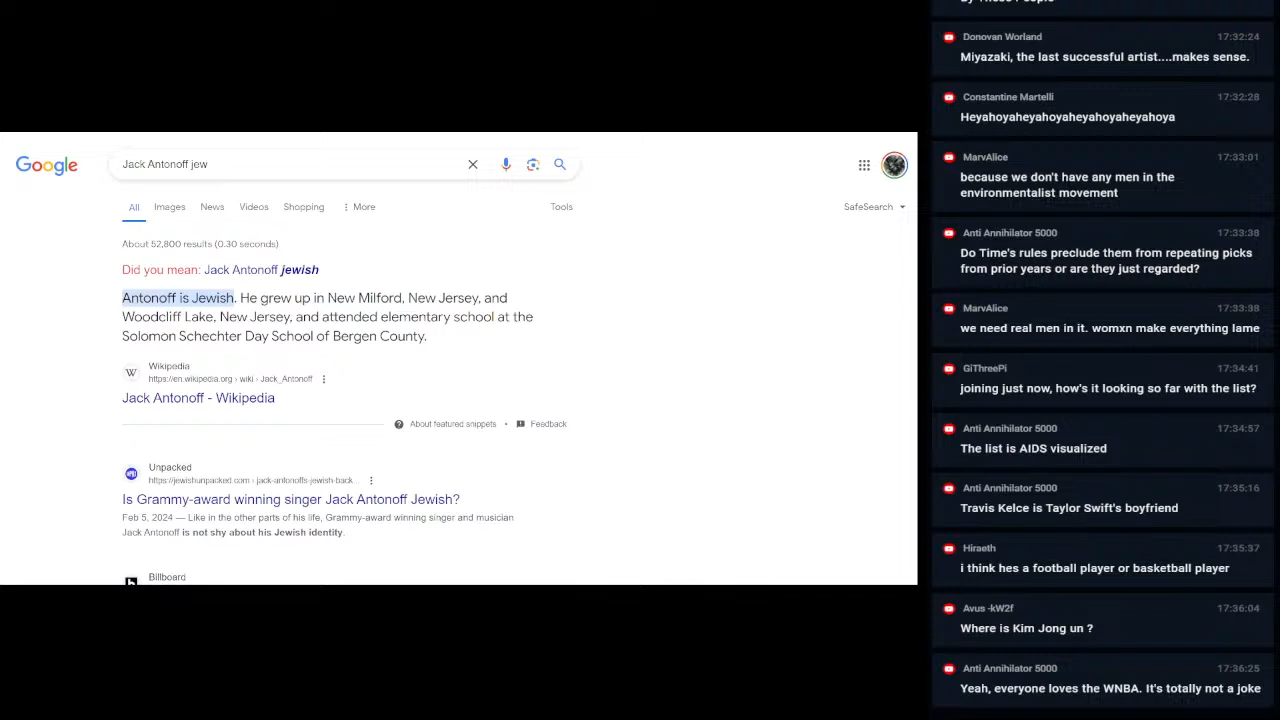 Google
Jack Antonoff jew
All
Images
News
Videos
Shopping
More
Tools
SafeSearch
About 52,800 results (0.30 seconds)
Did you mean: Jack Antonoff jewish
Antonoff is Jewish. He grew up in New Milford, New Jersey, and
Woodcliff Lake, New Jersey, and attended elementary school at the
Solomon Schechter Day School of Bergen County.
W
Wikipedia
https://en.wikipedia.org › wiki › Jack_Antonoff
Jack Antonoff - Wikipedia
About featured snippets
•
Feedback
Unpacked
https://jewishunpacked.com › jack-antonoffs-jewish-back...
Is Grammy-award winning singer Jack Antonoff Jewish?
Feb 5, 2024 — Like in the other parts of his life, Grammy-award winning singer and musician
Jack Antonoff is not shy about his Jewish identity.
Billboard
Donovan Worland
17:32:24
Miyazaki, the last successful artist....makes sense.
Constantine Martelli
17:32:28
Heyahoyaheyahoyaheyahoyaheyahoya
MarvAlice
17:33:01
because we don't have any men in the
environmentalist movement
Anti Annihilator 5000
17:33:38
Do Time's rules preclude them from repeating picks
from prior years or are they just regarded?
MarvAlice
17:33:38
we need real men in it. womxn make everything lame
GiThreePi
17:34:41
joining just now, how's it looking so far with the list?
Anti Annihilator 5000
17:34:57
The list is AIDS visualized
Anti Annihilator 5000
17:35:16
Travis Kelce is Taylor Swift's boyfriend
Hiraeth
17:35:37
i think hes a football player or basketball player
Avus -kW2f
17:36:04
Where is Kim Jong un ?
Anti Annihilator 5000
17:36:25
Yeah, everyone loves the WNBA. It's totally not a joke